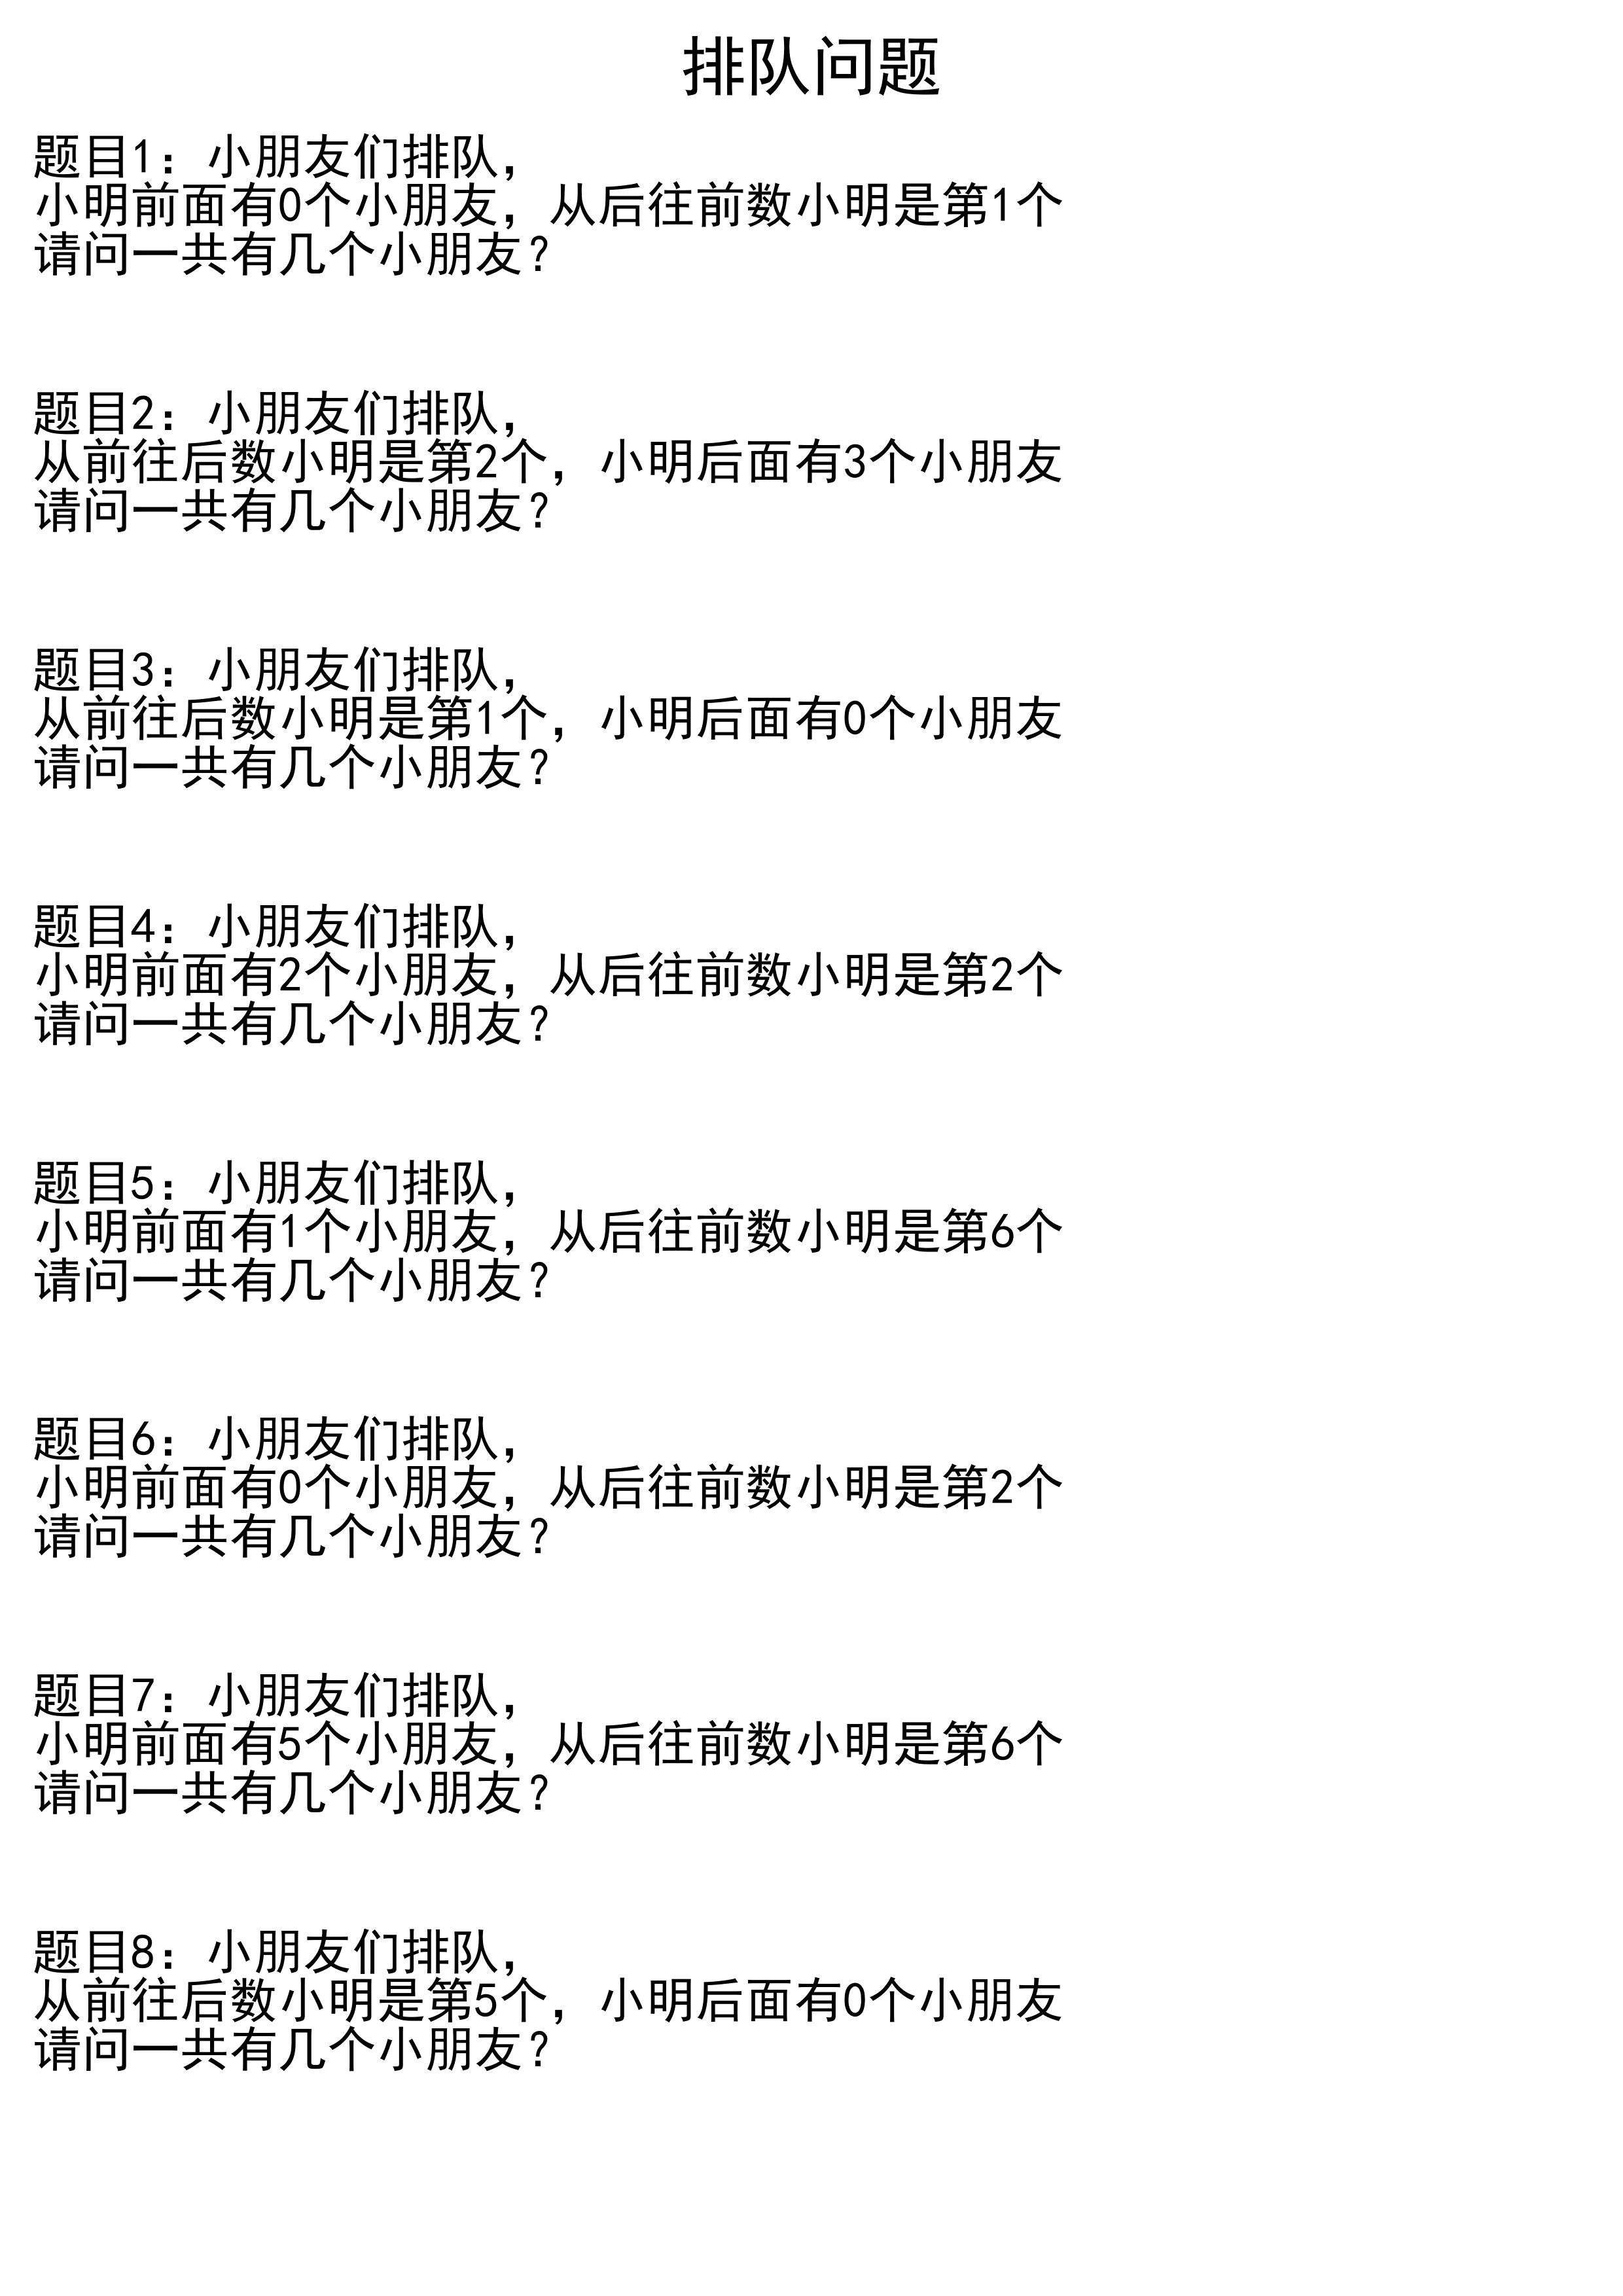 排队问题
题目1：小朋友们排队，
小明前面有0个小朋友，从后往前数小明是第1个
请问一共有几个小朋友？
题目2：小朋友们排队，
从前往后数小明是第2个，小明后面有3个小朋友
请问一共有几个小朋友？
题目3：小朋友们排队，
从前往后数小明是第1个，小明后面有0个小朋友
请问一共有几个小朋友？
题目4：小朋友们排队，
小明前面有2个小朋友，从后往前数小明是第2个
请问一共有几个小朋友？
题目5：小朋友们排队，
小明前面有1个小朋友，从后往前数小明是第6个
请问一共有几个小朋友？
题目6：小朋友们排队，
小明前面有0个小朋友，从后往前数小明是第2个
请问一共有几个小朋友？
题目7：小朋友们排队，
小明前面有5个小朋友，从后往前数小明是第6个
请问一共有几个小朋友？
题目8：小朋友们排队，
从前往后数小明是第5个，小明后面有0个小朋友
请问一共有几个小朋友？